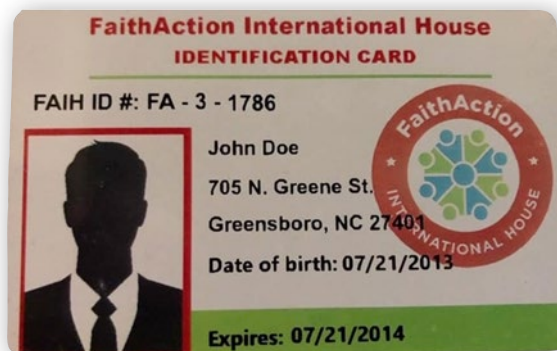 FaithAction International House
IDENTIFICATION CARD
FAIH ID #: FA - 3 - 1786
John Doe
705 N. Greene St.
Greensboro, NC 27401
Date of birth: 07/21/2013
Expires: 07/21/2014
FaithAction
INTERNATIONAL HOUSE